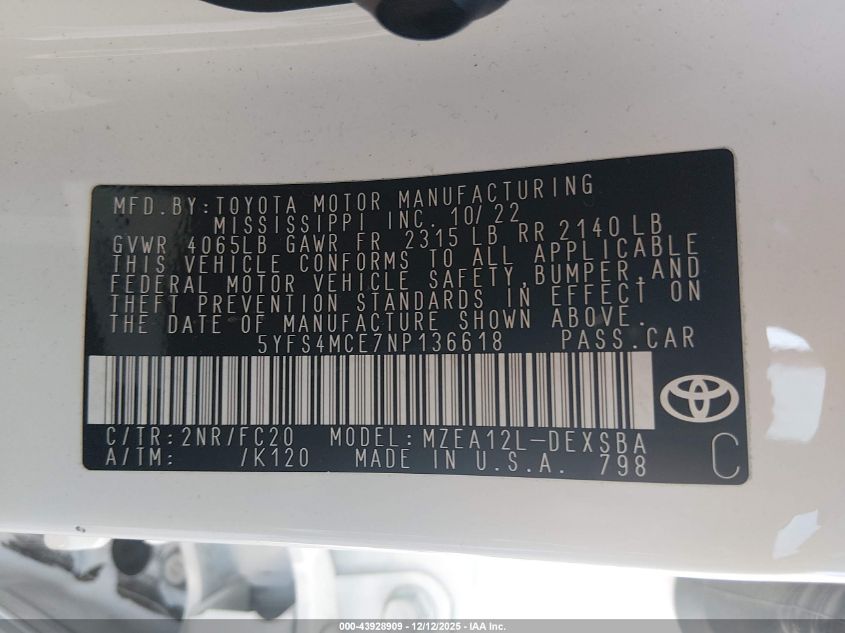 MFD.BY:TOYOTA MOTOR MANUFACTURING
MISSISSIPPI INC. 10/22
GVWR 4065LB GAWR FR 2315 LB RR 2140 LB
THIS VEHICLE CONFORMS TO ALL APPLICABLE
FEDERAL MOTOR VEHICLE SAFETY,BUMPER,AND
THEFT PREVENTION STANDARDS IN EFFECT ON
THE DATE OF MANUFACTURE SHOWN ABOVE.
5YFS4MCE7NP136618 PASS.CAR
C/TR:2NR/FC20 MODEL:MZEA12L-DEXSBA
A/TM: /K120 MADE IN U.S.A. 798
C
000-43928909 - 12/12/2025 - IAA Inc.